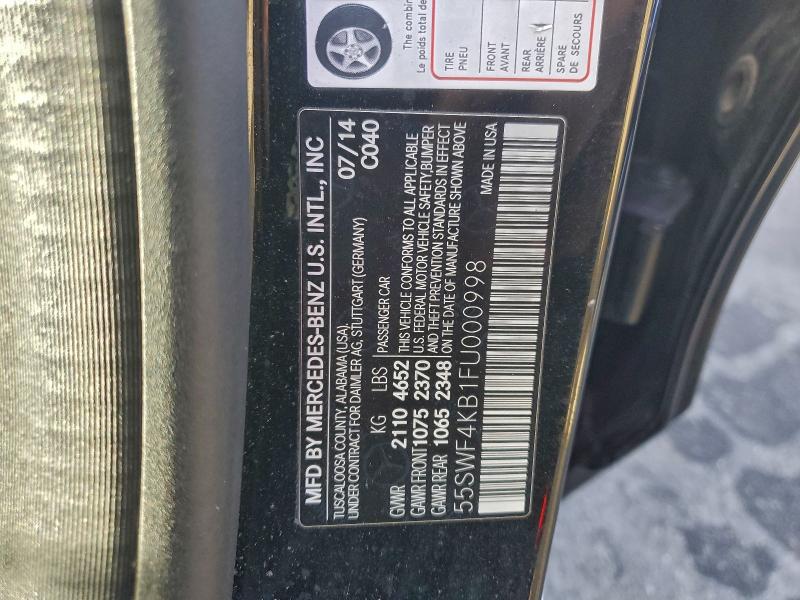 The combin
Le poids total de
TIRE
PNEU
FRONT
AVANT
REAR
ARRIÈRE
SPARE
DE SECOURS
MFD BY MERCEDES-BENZ U.S. INTL., INC
TUSCALOOSA COUNTY, ALABAMA (USA) 07/14
UNDER CONTRACT FOR DAIMLER AG, STUTTGART (GERMANY) C040
KG LBS PASSENGER CAR
GVWR 2110 4652 THIS VEHICLE CONFORMS TO ALL APPLICABLE
GAWR FRONT 1075 2370 U.S. FEDERAL MOTOR VEHICLE SAFETY, BUMPER
GAWR REAR 1065 2348 AND THEFT PREVENTION STANDARDS IN EFFECT
ON THE DATE OF MANUFACTURE SHOWN ABOVE
55SWF4KB1FU000998 MADE IN USA